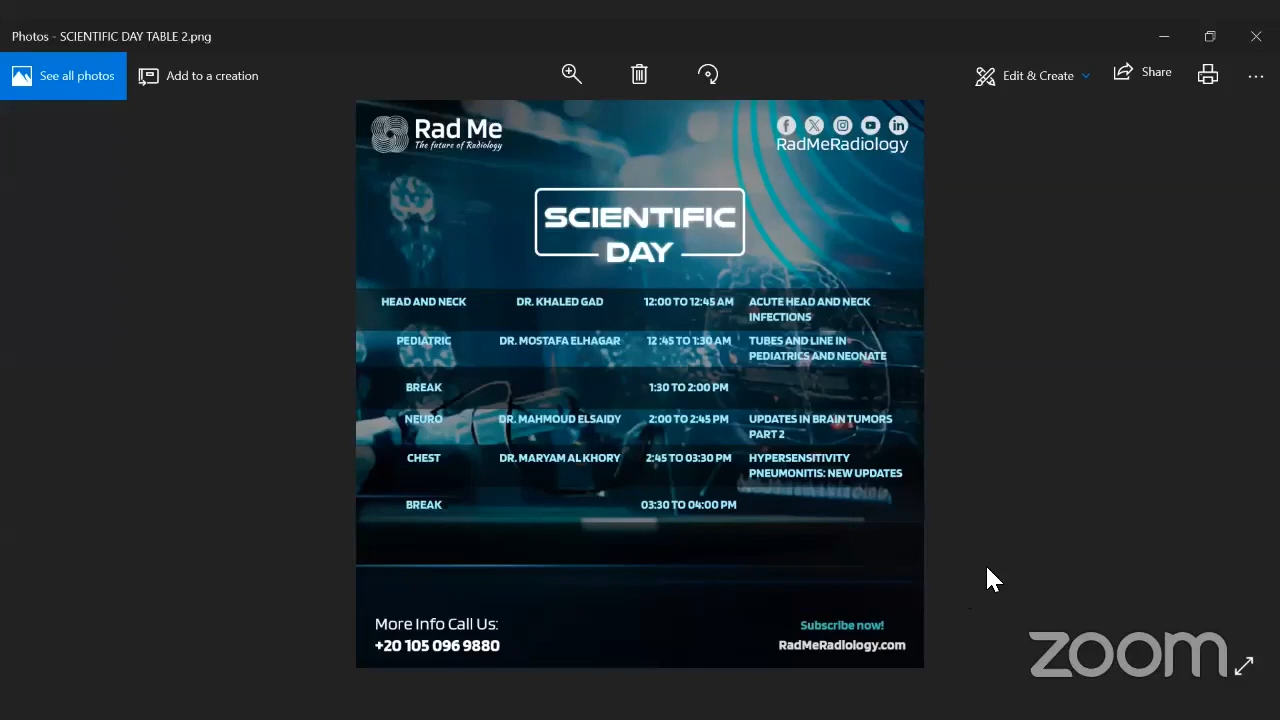 Photos - SCIENTIFIC DAY TABLE 2.png
See all photos
Add to a creation
Edit & Create
Share
Rad Me
The future of Radiology
RadMeRadiology
SCIENTIFIC
DAY
HEAD AND NECK DR. KHALED GAD 12:00 TO 12:45 AM ACUTE HEAD AND NECK
INFECTIONS
PEDIATRIC DR. MOSTAFA ELHAGAR 12 :45 TO 1:30 AM TUBES AND LINE IN
PEDIATRICS AND NEONATE
BREAK 1:30 TO 2:00 PM
NEURO DR. MAHMOUD ELSAIDY 2:00 TO 2:45 PM UPDATES IN BRAIN TUMORS
PART 2
CHEST DR. MARYAM AL KHORY 2:45 TO 03:30 PM HYPERSENSITIVITY
PNEUMONITIS: NEW UPDATES
BREAK 03:30 TO 04:00 PM
More Info Call Us:
+20 105 096 9880
Subscribe now!
RadMeRadiology.com
zoom